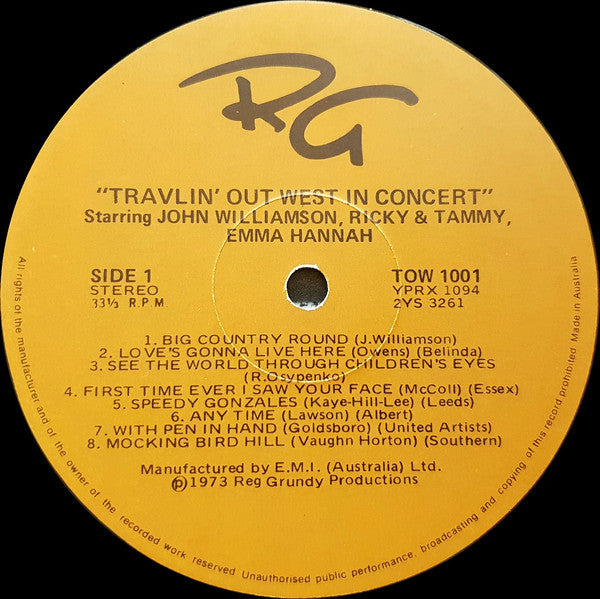 RG
"TRAVLIN' OUT WEST IN CONCERT"
Starring JOHN WILLIAMSON, RICKY & TAMMY,
EMMA HANNAH
SIDE 1
STEREO
33⅓ R.P.M
TOW 1001
YPRX 1094
2YS 3261
1. BIG COUNTRY ROUND (J.Williamson)
2. LOVE'S GONNA LIVE HERE (Owens) (Belinda)
3. SEE THE WORLD THROUGH CHILDREN'S EYES
(R.Osypenko)
4. FIRST TIME EVER I SAW YOUR FACE (McColl) (Essex)
5. SPEEDY GONZALES (Kaye-Hill-Lee) (Leeds)
6. ANY TIME (Lawson) (Albert)
7. WITH PEN IN HAND (Goldsboro) (United Artists)
8. MOCKING BIRD HILL (Vaughn Horton) (Southern)
Manufactured by E.M.I. (Australia) Ltd.
℗1973 Reg Grundy Productions
All rights of the manufacturer and of the owner of the recorded work reserved Unauthorised public performance, broadcasting and copying of this record prohibited Made in Australia